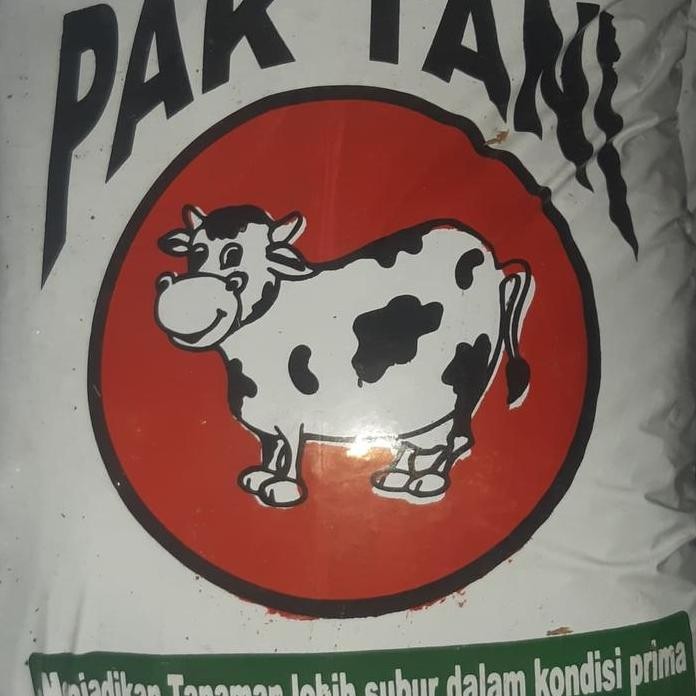 PAK TANI
Menjadikan Tanaman lebih subur dalam kondisi prima